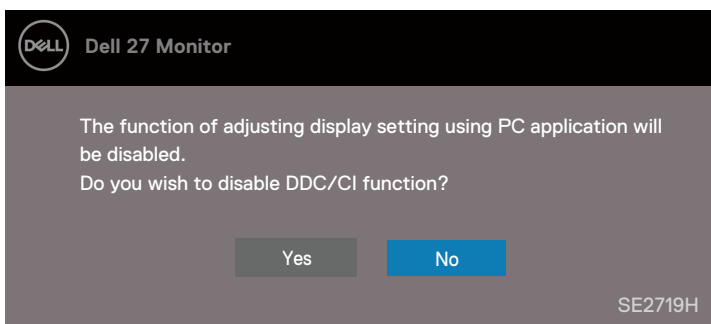 DELL Dell 27 Monitor
The function of adjusting display setting using PC application will
be disabled.
Do you wish to disable DDC/CI function?
Yes No
SE2719H